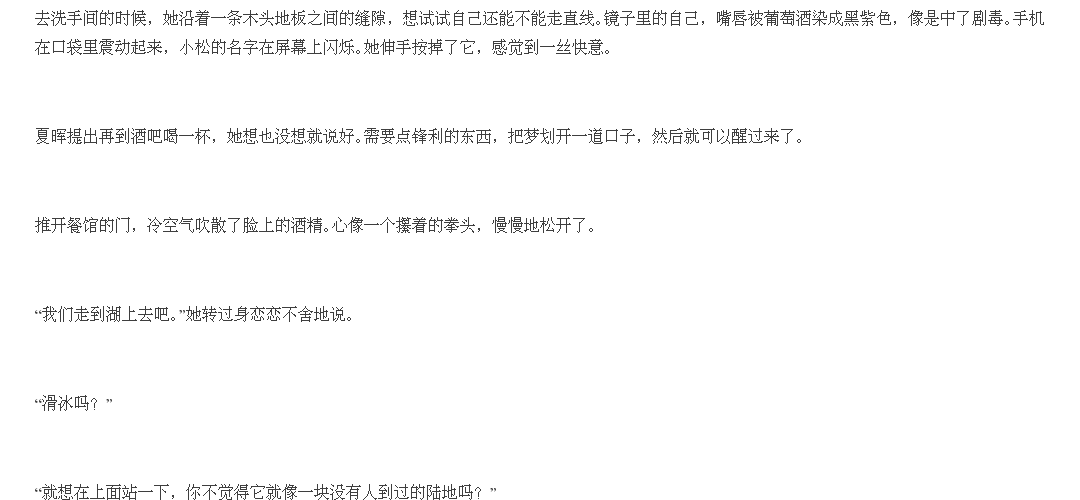 去洗手间的时候，她沿着一条木头地板之间的缝隙，想试试自己还能不能走直线。镜子里的自己，嘴唇被葡萄酒染成黑紫色，像是中了剧毒。手机
在口袋里震动起来，小松的名字在屏幕上闪烁。她伸手按掉了它，感觉到一丝快意。
夏晖提出再到酒吧喝一杯，她想也没想就说好。需要点锋利的东西，把梦划开一道口子，然后就可以醒过来了。
推开餐馆的门，冷空气吹散了脸上的酒精。心像一个攥着的拳头，慢慢地松开了。
“我们走到湖上去吧。”她转过身恋恋不舍地说。
“滑冰吗？”
“就想在上面站一下，你不觉得它就像一块没有人到过的陆地吗？”